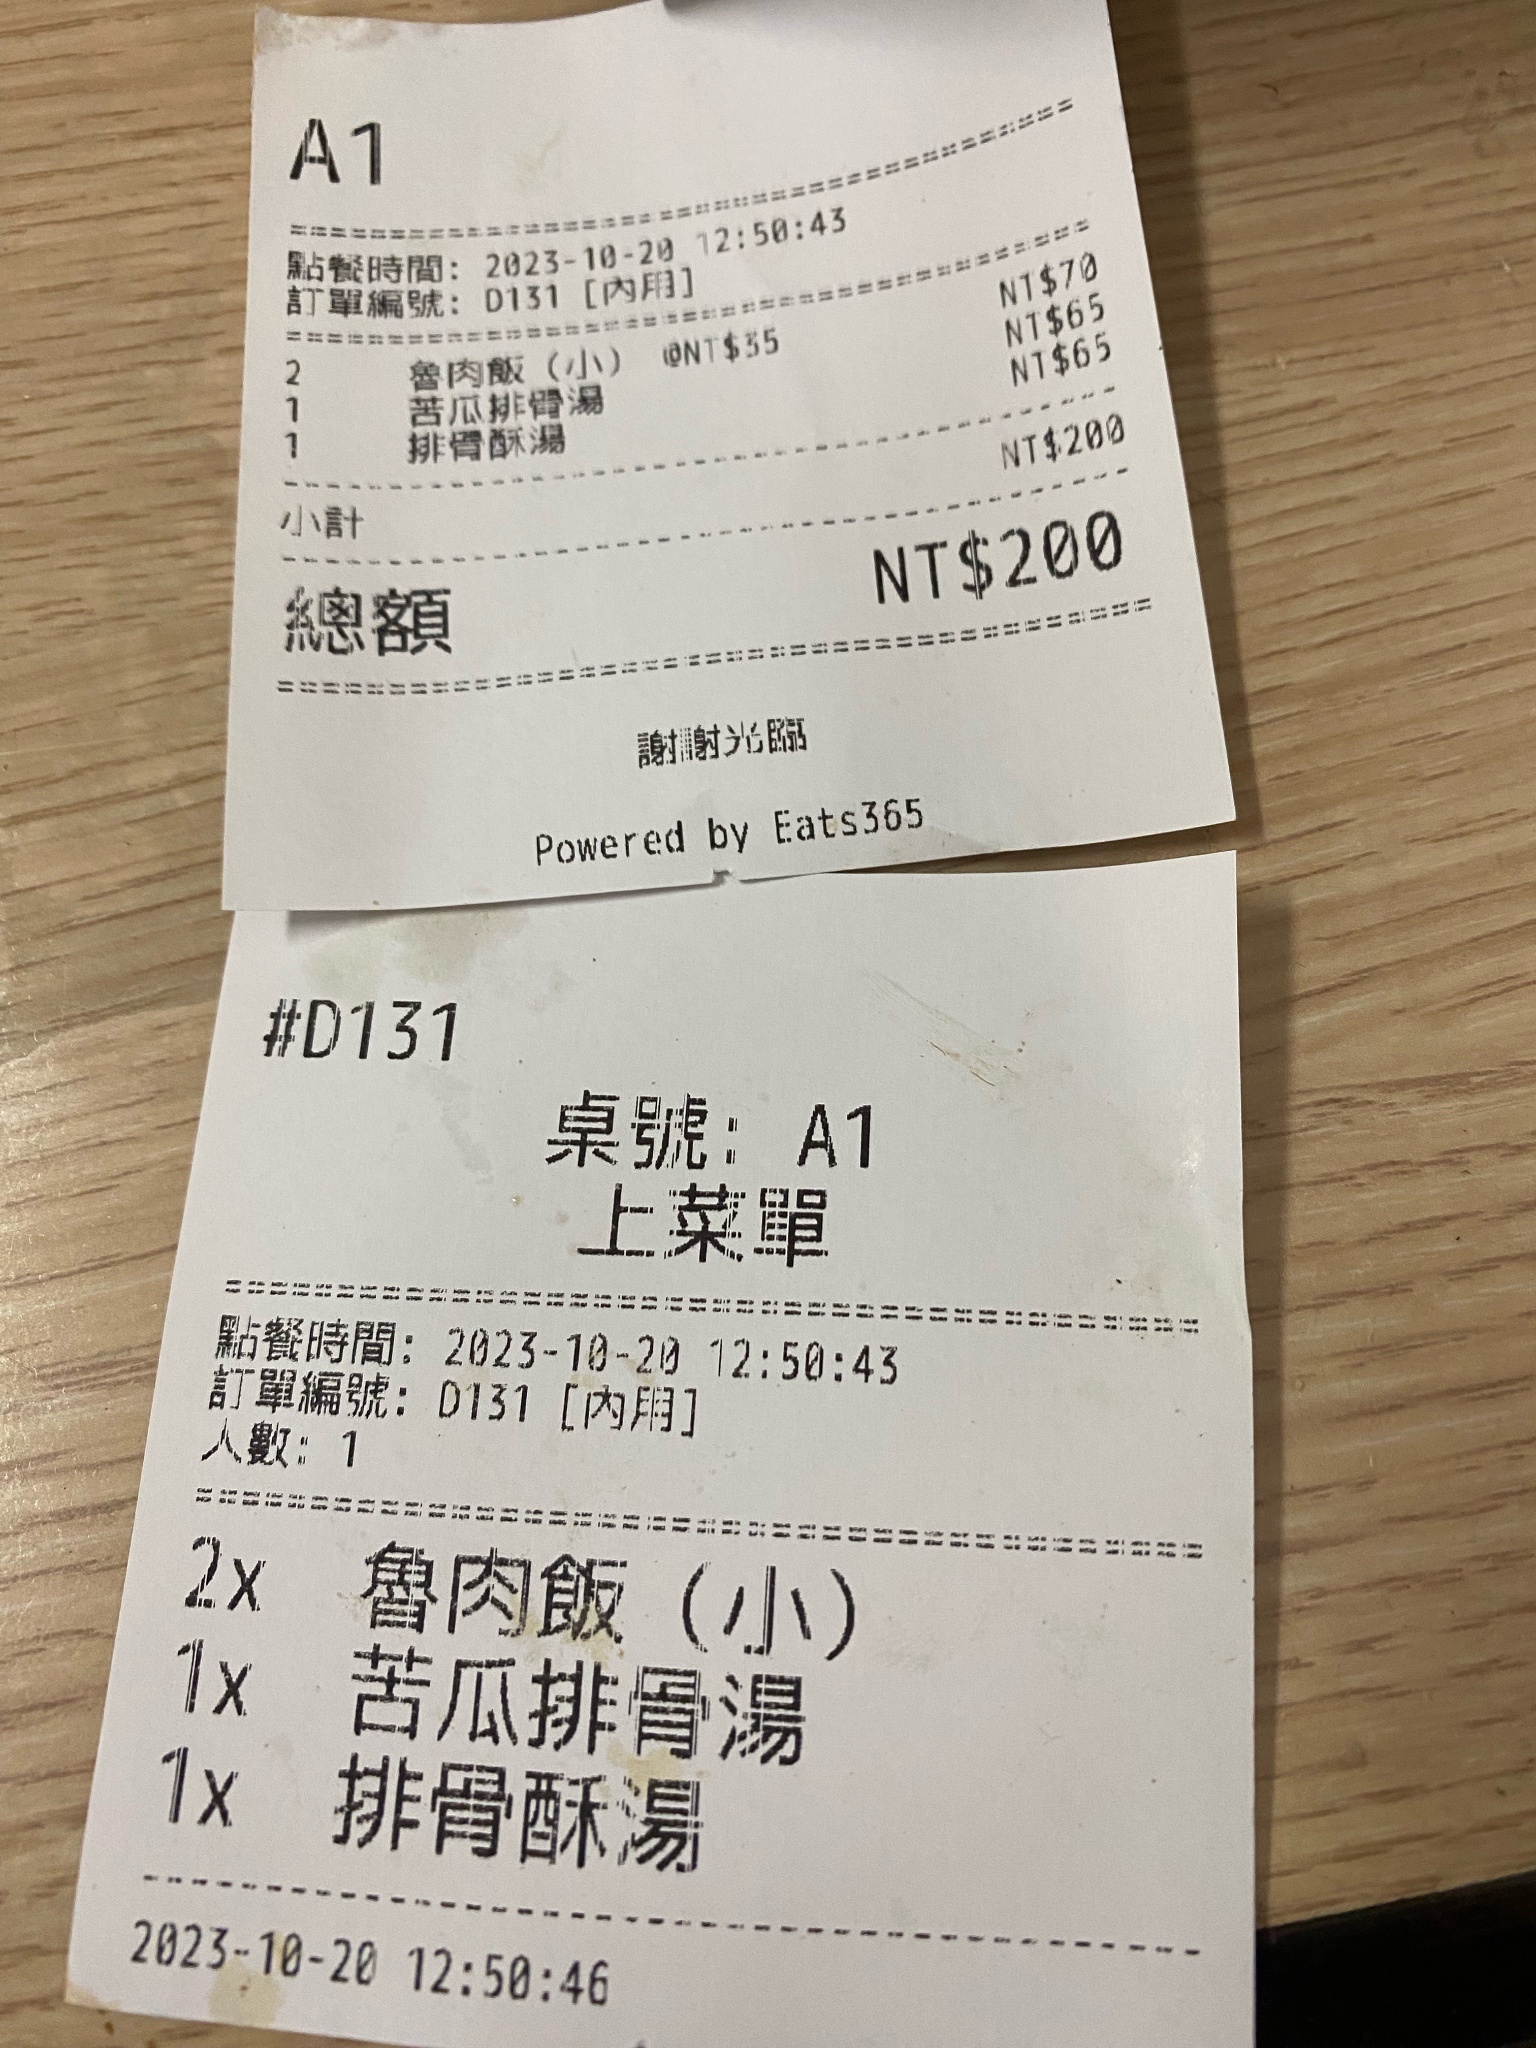 A1
點餐時間: 2023-10-20 12:50:43
訂單編號: D131 [內用]
2 魯肉飯（小） @NT$35 NT$70
1 苦瓜排骨湯 NT$65
1 排骨酥湯 NT$65
小計 NT$200
總額 NT$200
謝謝光臨
Powered by Eats365
#D131
桌號: A1
上菜單
點餐時間: 2023-10-20 12:50:43
訂單編號: D131 [內用]
人數: 1
2x 魯肉飯（小）
1x 苦瓜排骨湯
1x 排骨酥湯
2023-10-20 12:50:46